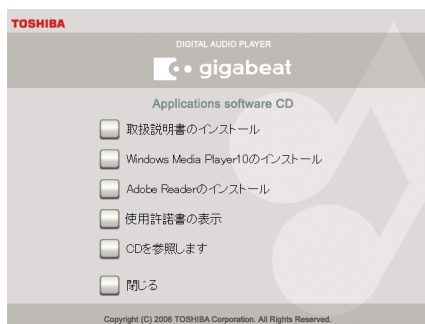 TOSHIBA
DIGITAL AUDIO PLAYER
gigabeat
Applications software CD
取扱説明書のインストール
Windows Media Player10のインストール
Adobe Readerのインストール
使用許諾書の表示
CDを参照します
閉じる
Copyright (C) 2006 TOSHIBA Corporation. All Rights Reserved.